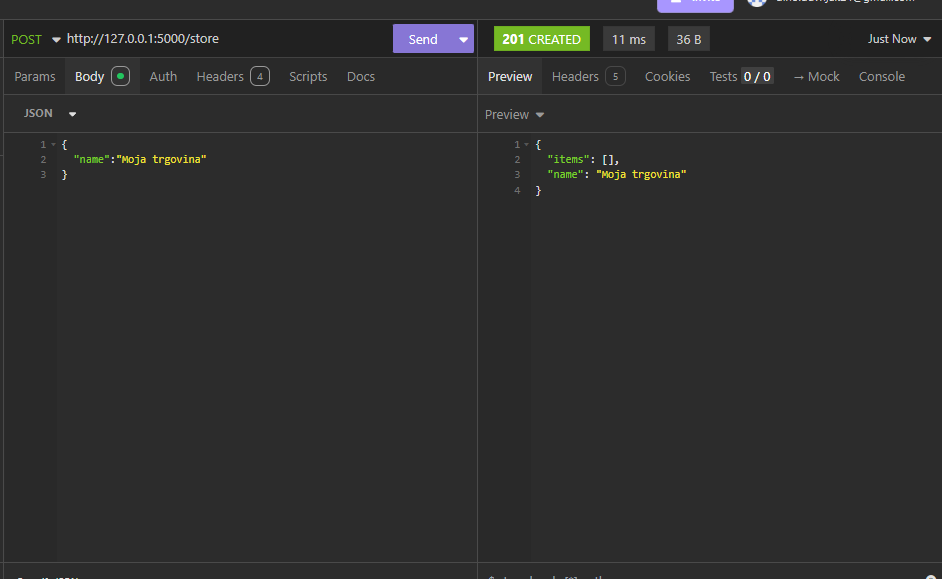 POST http://127.0.0.1:5000/store Send
201 CREATED 11 ms 36 B Just Now
Params Body Auth Headers 4 Scripts Docs
Preview Headers 5 Cookies Tests 0 / 0 → Mock Console
JSON
Preview
1 {
2 "name":"Moja trgovina"
3 }
1 {
2 "items": [],
3 "name": "Moja trgovina"
4 }